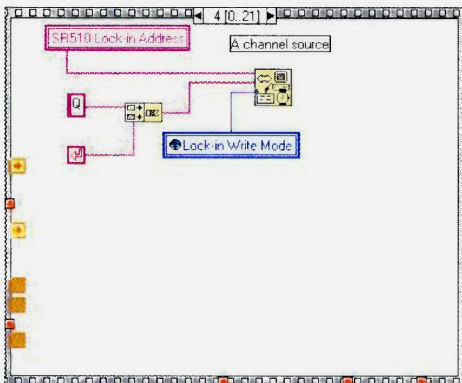 4 [0..21]
SR510 Lock-in Address
A channel source
Q
Lock-in Write Mode